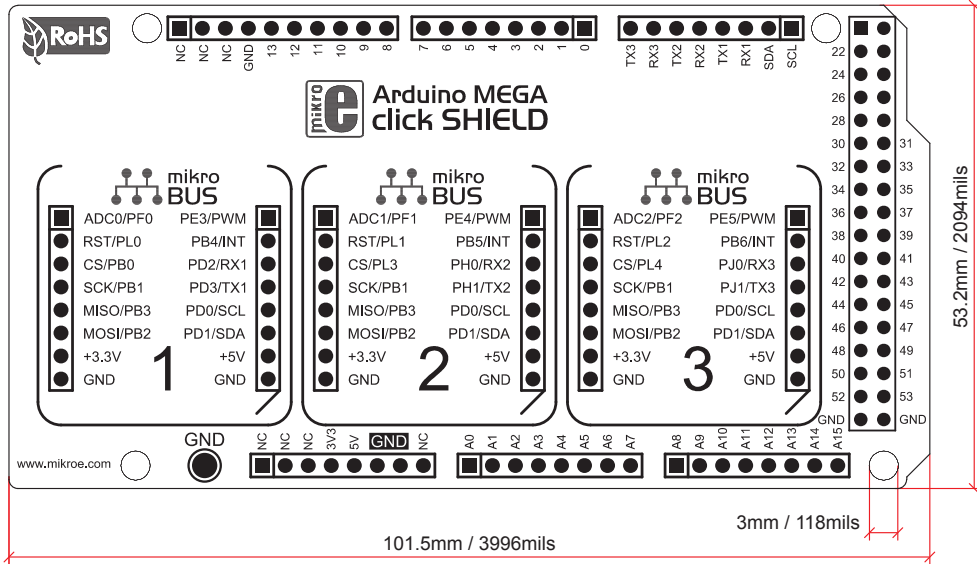 RoHS
NC NC NC GND 13 12 11 10 9 8
7 6 5 4 3 2 1 0
TX3 RX3 TX2 RX2 TX1 RX1 SDA SCL
mikro e
Arduino MEGA
click SHIELD
22
24
26
28
30 31
32 33
34 35
36 37
38 39
40 41
42 43
44 45
46 47
48 49
50 51
52 53
GND GND
mikro
BUS
ADC0/PF0 PE3/PWM
RST/PL0 PB4/INT
CS/PB0 PD2/RX1
SCK/PB1 PD3/TX1
MISO/PB3 PD0/SCL
MOSI/PB2 PD1/SDA
+3.3V +5V
GND GND
1
mikro
BUS
ADC1/PF1 PE4/PWM
RST/PL1 PB5/INT
CS/PL3 PH0/RX2
SCK/PB1 PH1/TX2
MISO/PB3 PD0/SCL
MOSI/PB2 PD1/SDA
+3.3V +5V
GND GND
2
mikro
BUS
ADC2/PF2 PE5/PWM
RST/PL2 PB6/INT
CS/PL4 PJ0/RX3
SCK/PB1 PJ1/TX3
MISO/PB3 PD0/SCL
MOSI/PB2 PD1/SDA
+3.3V +5V
GND GND
3
GND
NC NC NC 3V3 5V GND NC
A0 A1 A2 A3 A4 A5 A6 A7
A8 A9 A10 A11 A12 A13 A14 A15
www.mikroe.com
53.2mm / 2094mils
3mm / 118mils
101.5mm / 3996mils